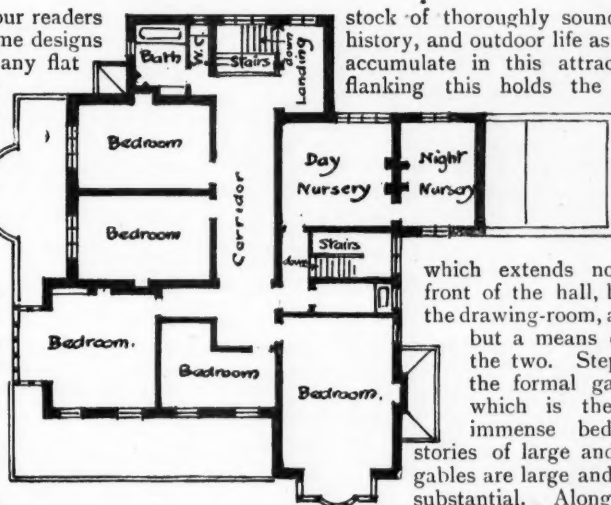 our readers
me designs
any flat
stock of thoroughly sound
history, and outdoor life as
accumulate in this attrac
flanking this holds the
Bath
W.C.
Stairs
down
Landing
Bedroom
Day
Nursery
Night
Nursery
Corridor
Bedroom
Stairs
down
Bedroom.
Bedroom
Bedroom.
which extends no
front of the hall, b
the drawing-room, a
but a means
the two. Step
the formal ga
which is the
immense bed
stories of large and
gables are large and
substantial. Along